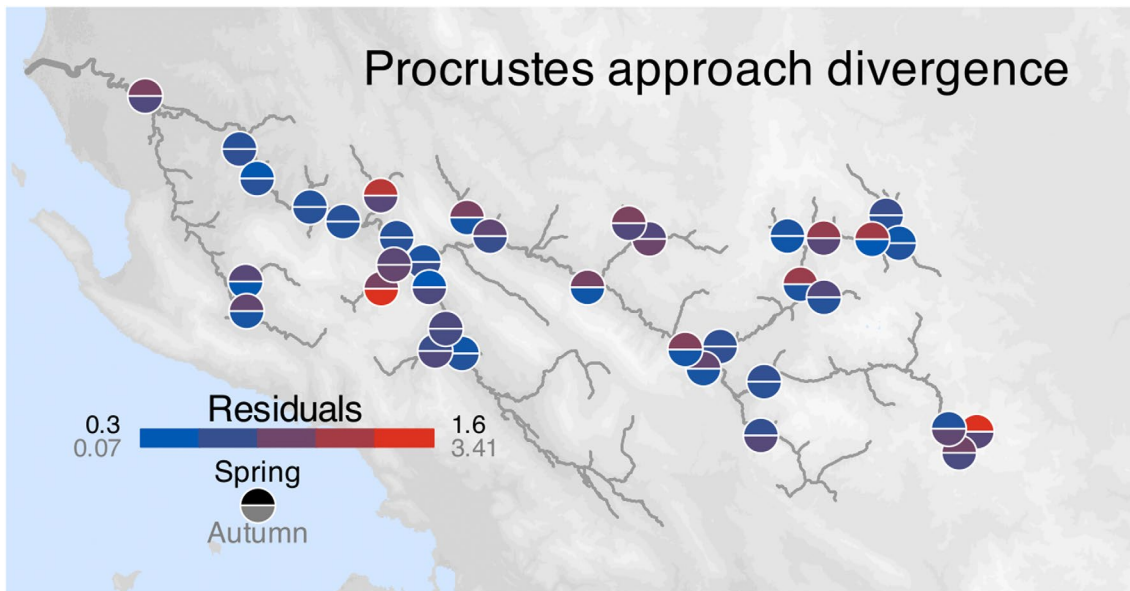 Procrustes approach divergence
Residuals
0.3 1.6
0.07 3.41
Spring
Autumn